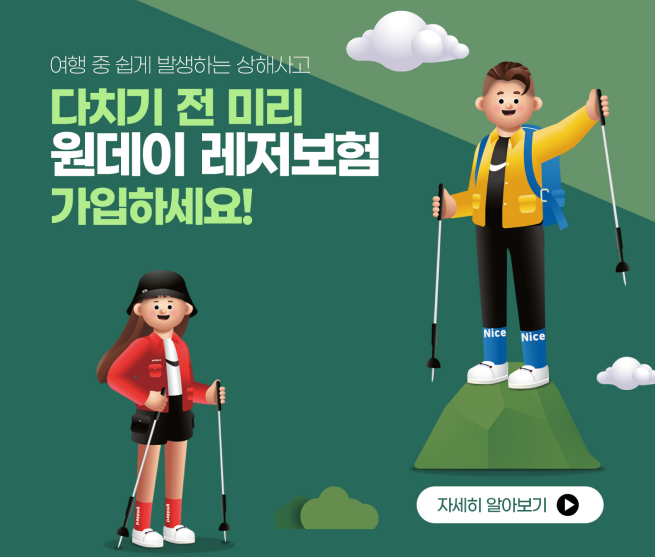 여행 중 쉽게 발생하는 상해사고
다치기 전 미리
원데이 레저보험
가입하세요!
Nice Nice
자세히 알아보기